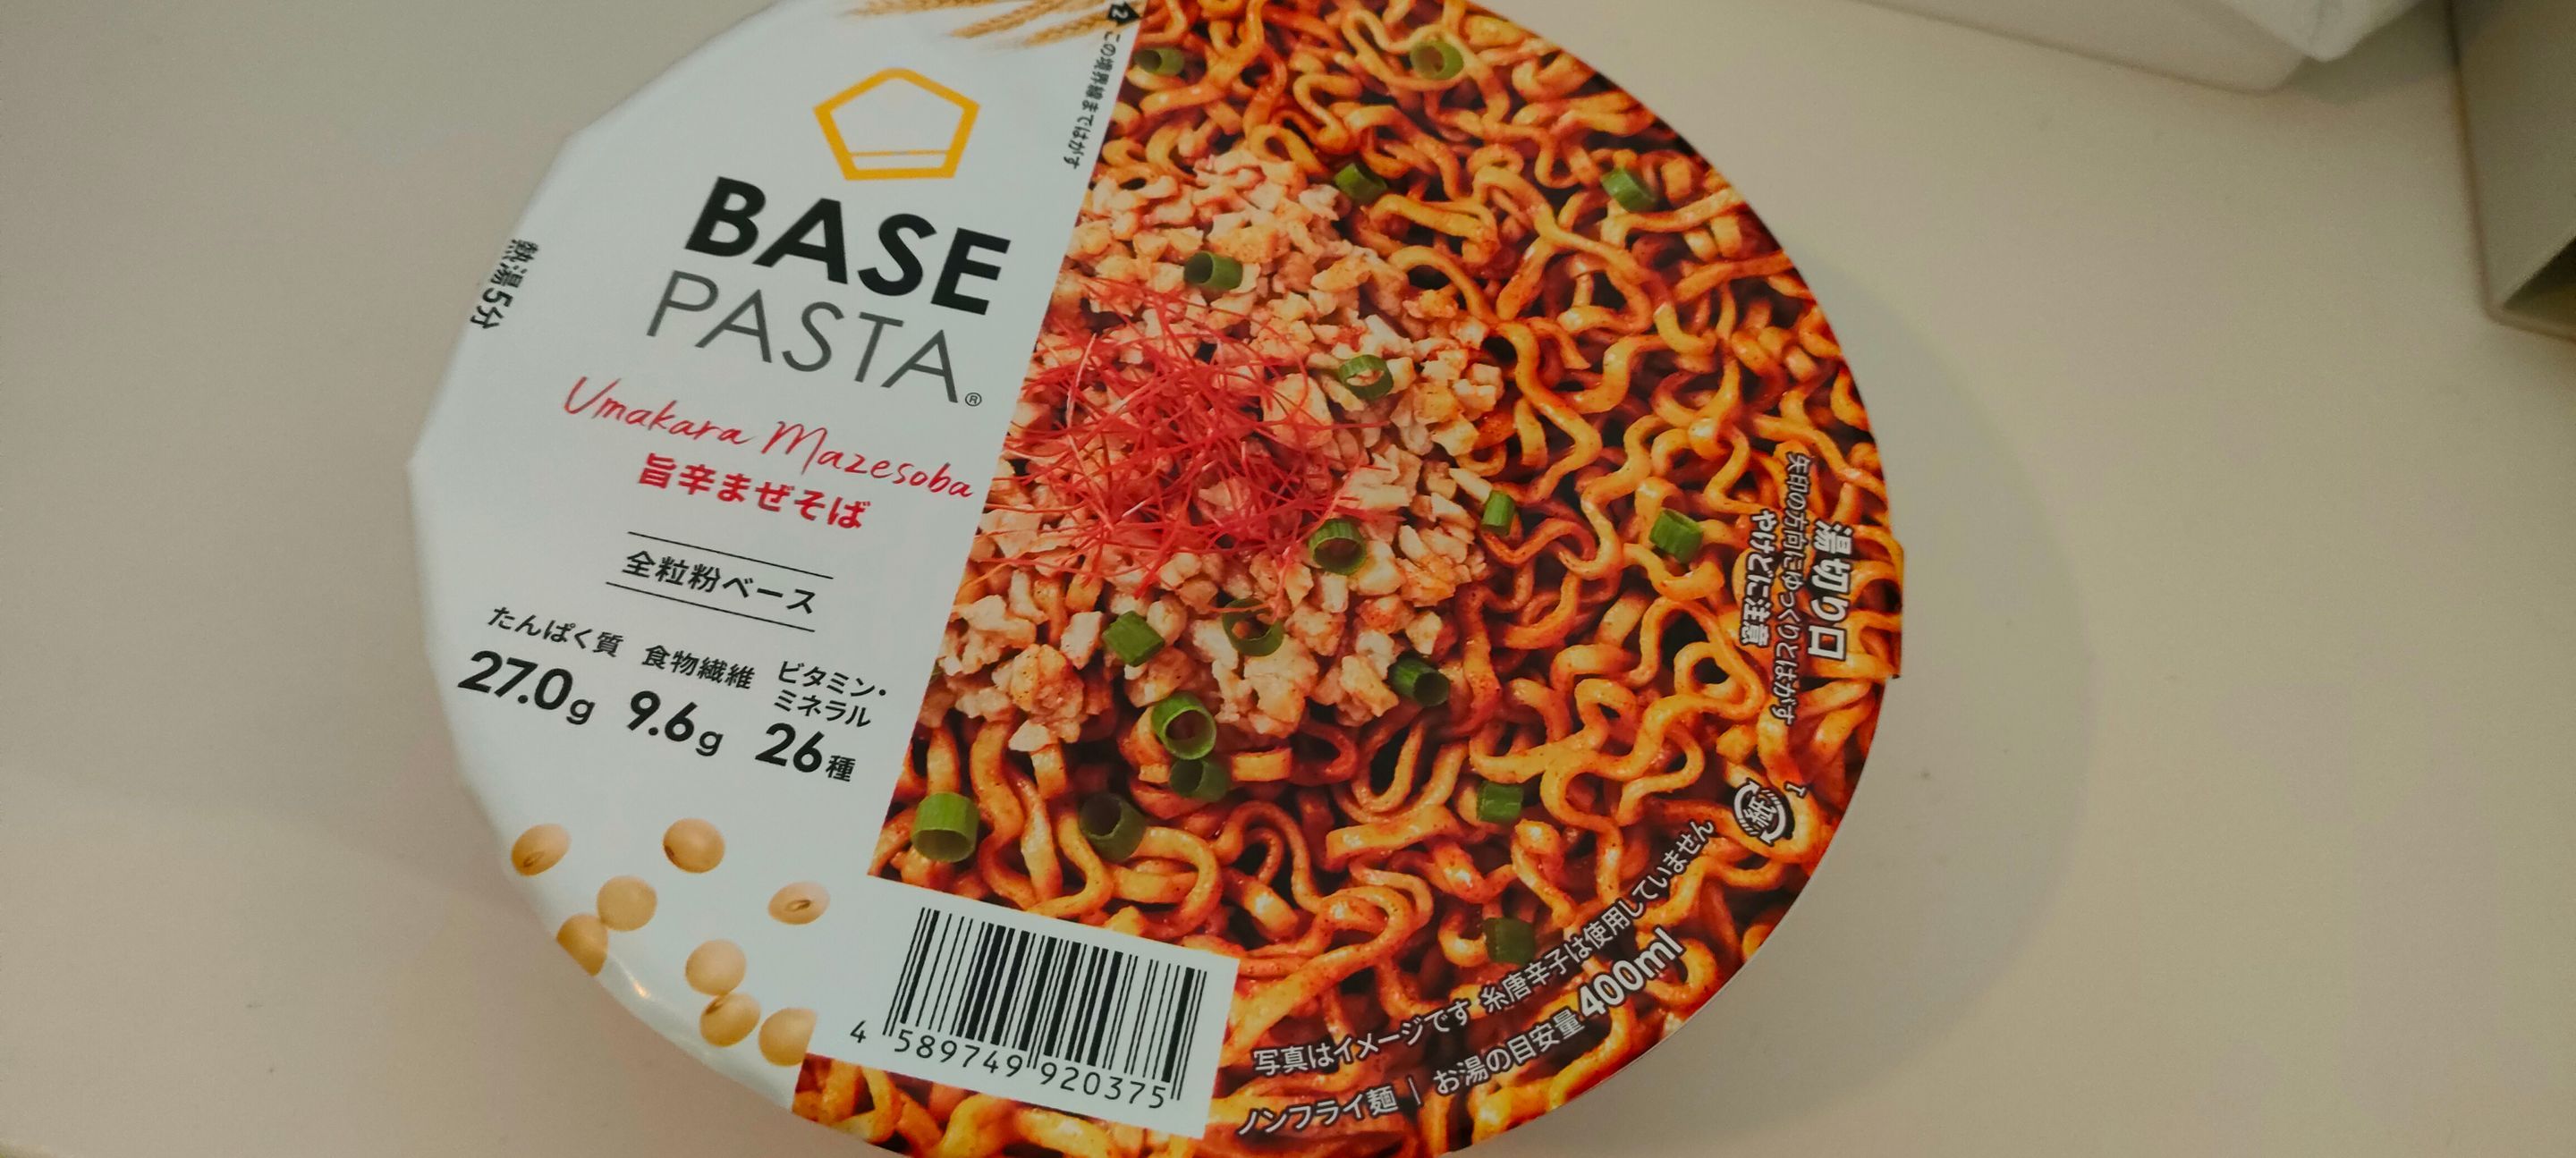 2 この境界線まではがす
BASE
PASTA®
熱湯5分
Umakara Mazesoba
旨辛まぜそば
全粒粉ベース
たんぱく質 27.0g
食物繊維 9.6g
ビタミン・
ミネラル
26種
湯切り口
矢印の方向にゆっくりとはがす
やけどに注意
4 589749 920375
写真はイメージです 糸唐辛子は使用していません
ノンフライ麺 | お湯の目安量400ml